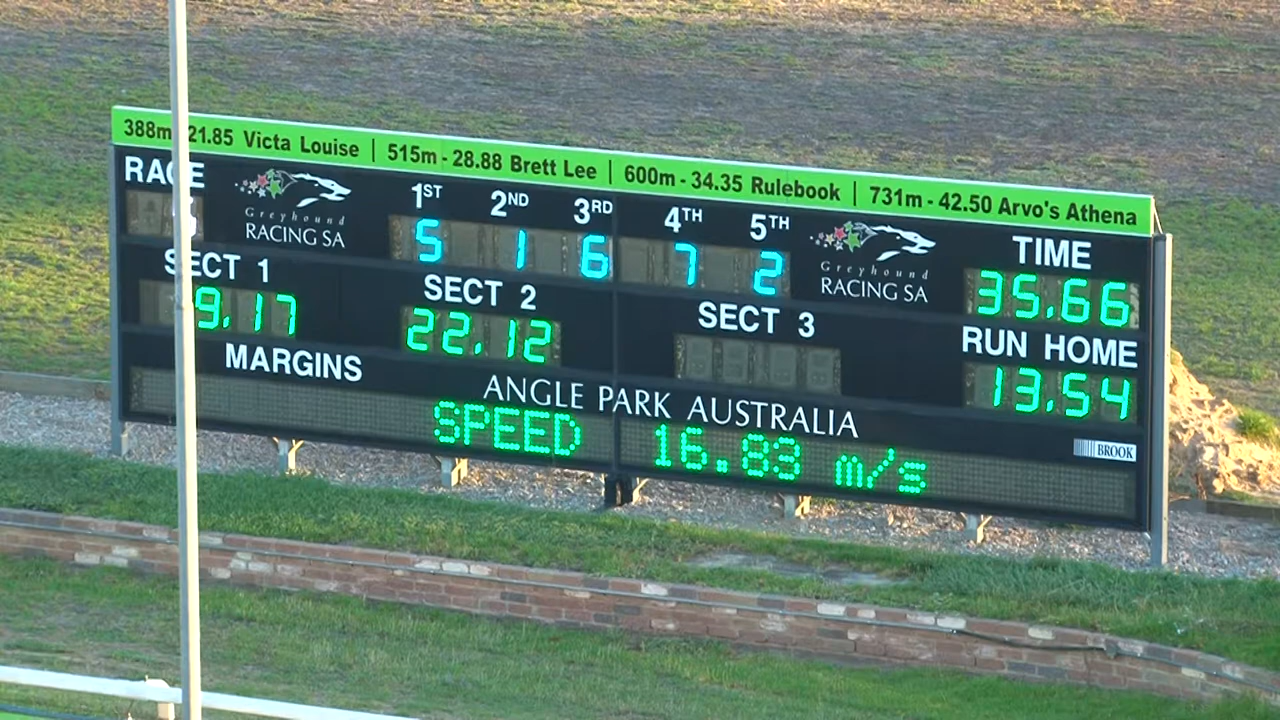 388m 21.85 Victa Louise | 515m - 28.88 Brett Lee | 600m - 34.35 Rulebook | 731m - 42.50 Arvo's Athena
RACE
Greyhound
RACING SA
1ST 2ND 3RD 4TH 5TH
5 1 6 7 2
Greyhound
RACING SA
TIME
35.66
SECT 1
9.17
SECT 2
22.12
SECT 3
RUN HOME
13.54
MARGINS
ANGLE PARK AUSTRALIA
BROOK
SPEED 16.83 m/s